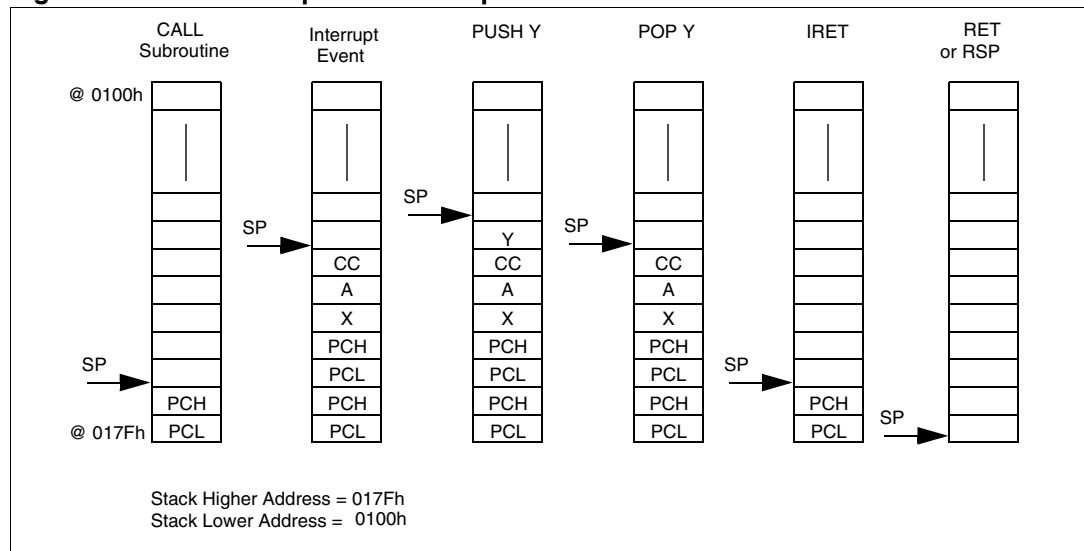 CALL
Subroutine
Interrupt
Event
PUSH Y
POP Y
IRET
RET
or RSP
@ 0100h
SP
SP
SP
SP
Y
CC
CC
CC
A
A
A
X
X
X
PCH
PCH
PCH
SP
PCL
PCL
PCL
SP
PCH
PCH
PCH
PCH
PCH
@ 017Fh
PCL
PCL
PCL
PCL
PCL
Stack Higher Address = 017Fh
Stack Lower Address = 0100h